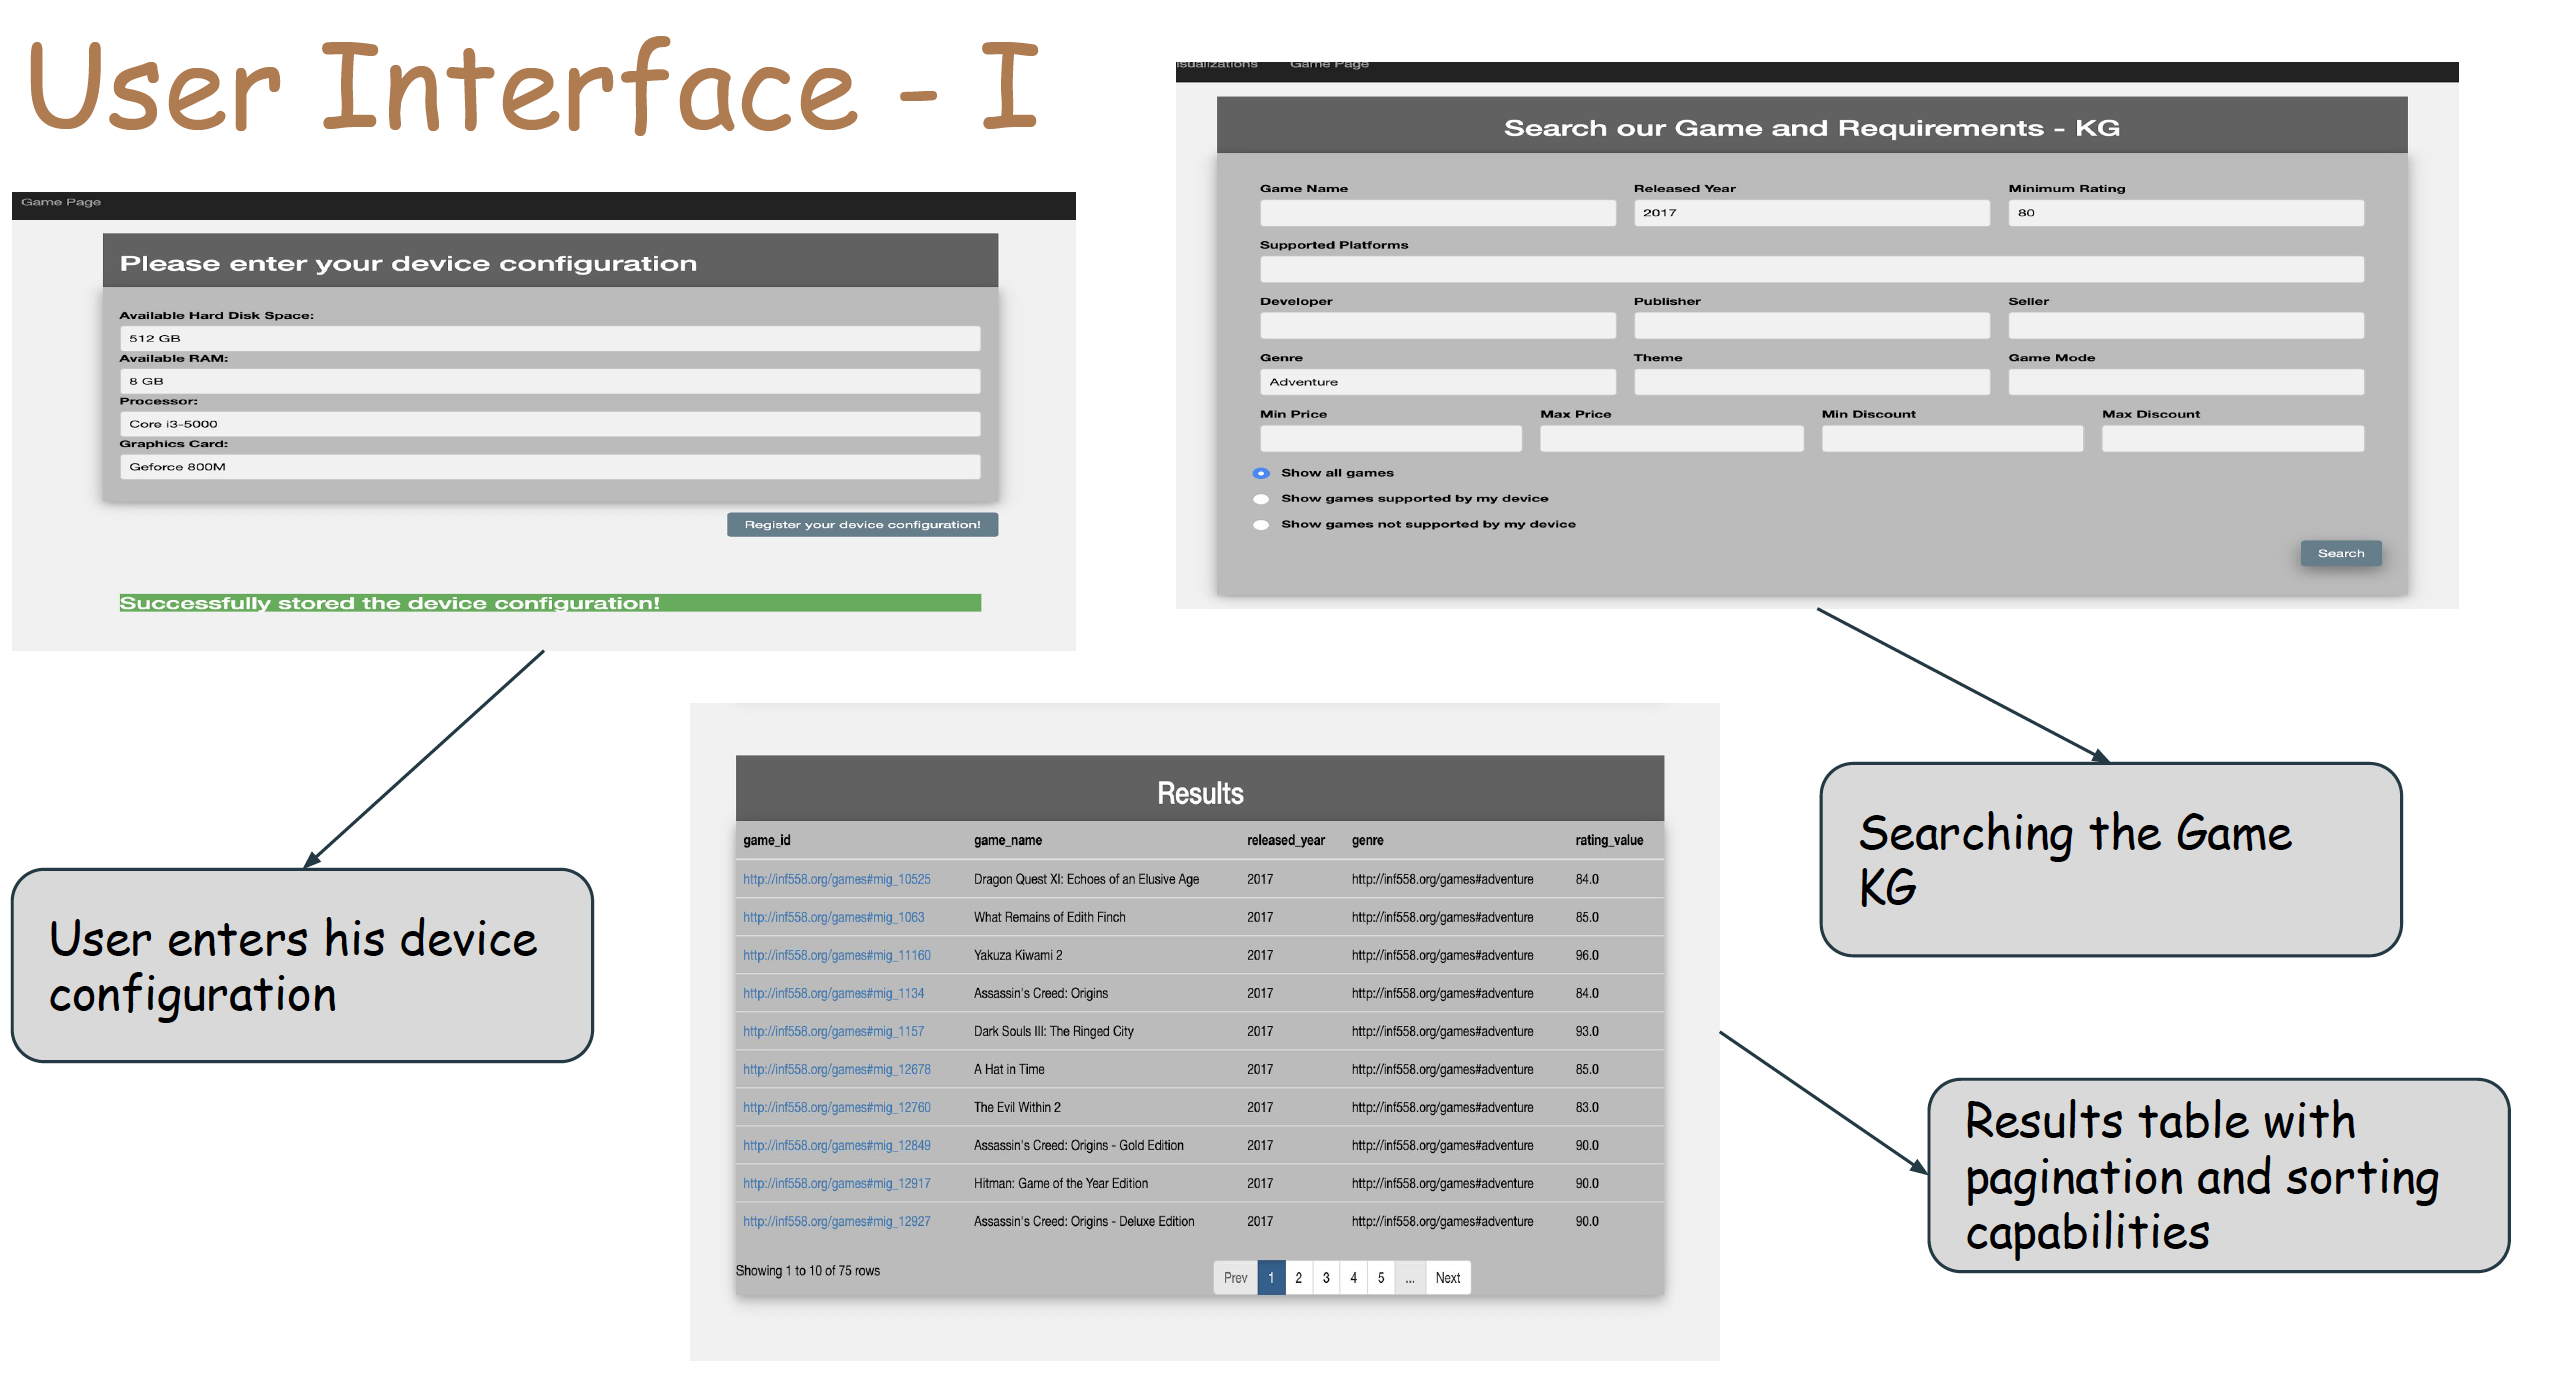 User Interface - I
Game Page
Please enter your device configuration
Available Hard Disk Space:
512 GB
Available RAM:
8 GB
Processor:
Core i3-5000
Graphics Card:
Geforce 800M
Register your device configuration!
Successfully stored the device configuration!
User enters his device
configuration
isualizations Game Page
Search our Game and Requirements - KG
Game Name Released Year Minimum Rating
2017 80
Supported Platforms
Developer Publisher Seller
Genre Theme Game Mode
Adventure
Min Price Max Price Min Discount Max Discount
Show all games
Show games supported by my device
Show games not supported by my device
Search
Searching the Game
KG
Results
game_id game_name released_year genre rating_value
http://inf558.org/games#mig_10525 Dragon Quest XI: Echoes of an Elusive Age 2017 http://inf558.org/games#adventure 84.0
http://inf558.org/games#mig_1063 What Remains of Edith Finch 2017 http://inf558.org/games#adventure 85.0
http://inf558.org/games#mig_11160 Yakuza Kiwami 2 2017 http://inf558.org/games#adventure 96.0
http://inf558.org/games#mig_1134 Assassin's Creed: Origins 2017 http://inf558.org/games#adventure 84.0
http://inf558.org/games#mig_1157 Dark Souls III: The Ringed City 2017 http://inf558.org/games#adventure 93.0
http://inf558.org/games#mig_12678 A Hat in Time 2017 http://inf558.org/games#adventure 85.0
http://inf558.org/games#mig_12760 The Evil Within 2 2017 http://inf558.org/games#adventure 83.0
http://inf558.org/games#mig_12849 Assassin's Creed: Origins - Gold Edition 2017 http://inf558.org/games#adventure 90.0
http://inf558.org/games#mig_12917 Hitman: Game of the Year Edition 2017 http://inf558.org/games#adventure 90.0
http://inf558.org/games#mig_12927 Assassin's Creed: Origins - Deluxe Edition 2017 http://inf558.org/games#adventure 90.0
Showing 1 to 10 of 75 rows Prev 1 2 3 4 5 ... Next
Results table with
pagination and sorting
capabilities